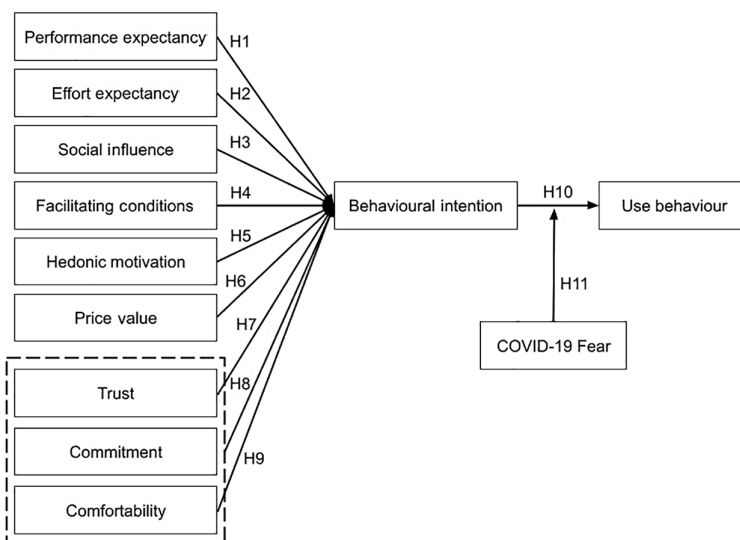 Performance expectancy
H1
Effort expectancy
H2
Social influence
H3
Facilitating conditions
H4
Behavioural intention
H10
Use behaviour
Hedonic motivation
H5
H6
H11
Price value
H7
COVID-19 Fear
Trust
H8
Commitment
H9
Comfortability